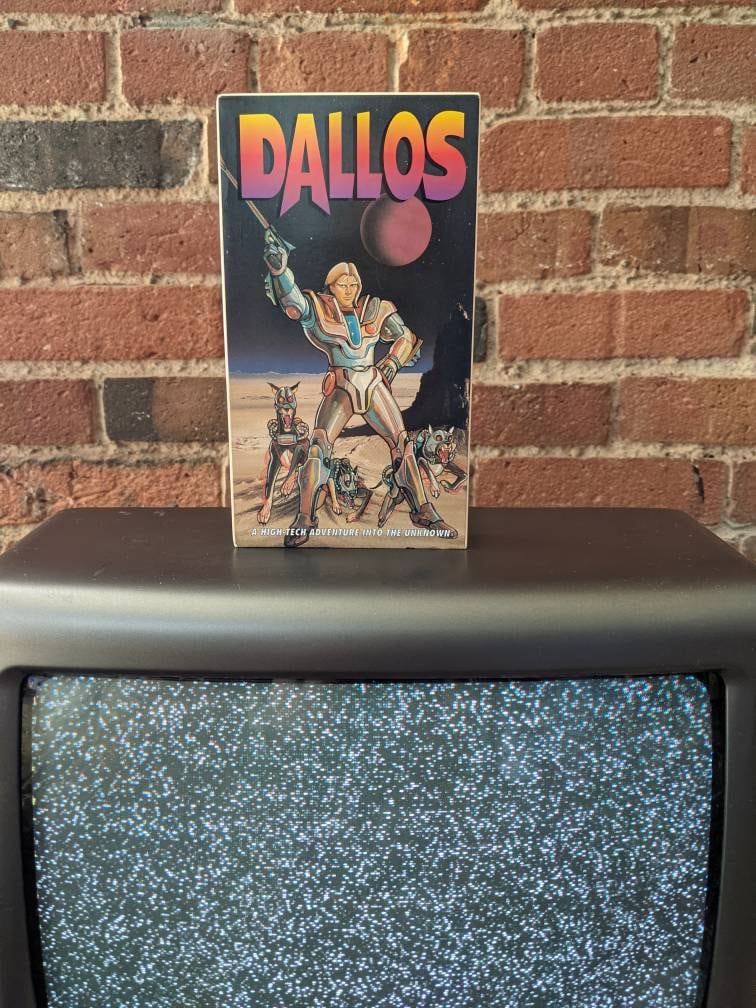 DALLOS
A HIGH-TECH ADVENTURE INTO THE UNKNOWN.